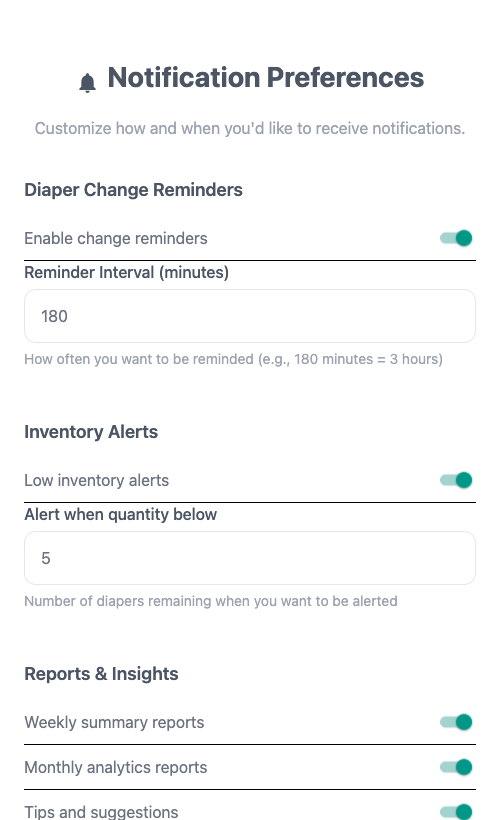 Notification Preferences
Customize how and when you'd like to receive notifications.
Diaper Change Reminders
Enable change reminders
Reminder Interval (minutes)
180
How often you want to be reminded (e.g., 180 minutes = 3 hours)
Inventory Alerts
Low inventory alerts
Alert when quantity below
5
Number of diapers remaining when you want to be alerted
Reports & Insights
Weekly summary reports
Monthly analytics reports
Tips and suggestions